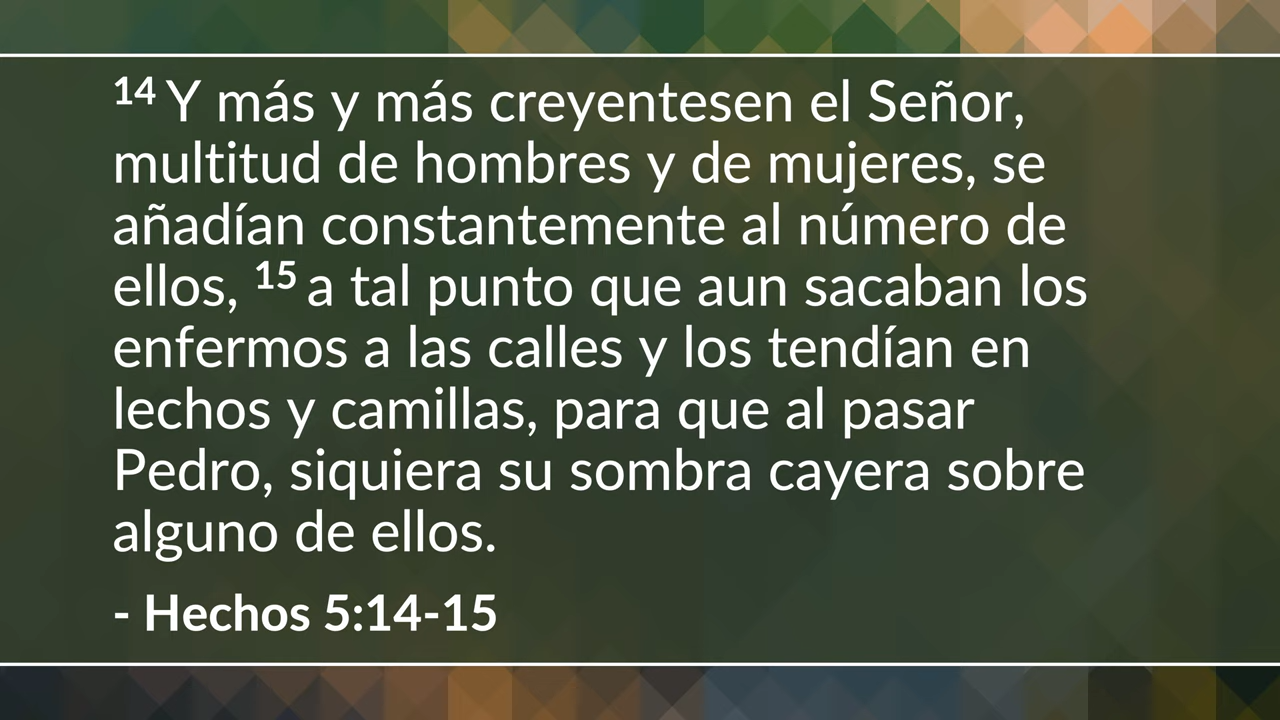 14 Y más y más creyentesen el Señor,
multitud de hombres y de mujeres, se
añadían constantemente al número de
ellos, 15 a tal punto que aun sacaban los
enfermos a las calles y los tendían en
lechos y camillas, para que al pasar
Pedro, siquiera su sombra cayera sobre
alguno de ellos.
- Hechos 5:14-15